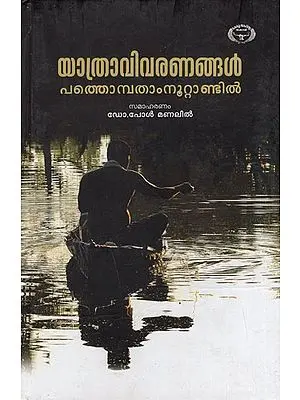 യാത്രാവിവരണങ്ങൾ
പത്തൊമ്പതാംനൂറ്റാണ്ടിൽ
സമാഹരണം
ഡോ.പോൾ മണലിൽ